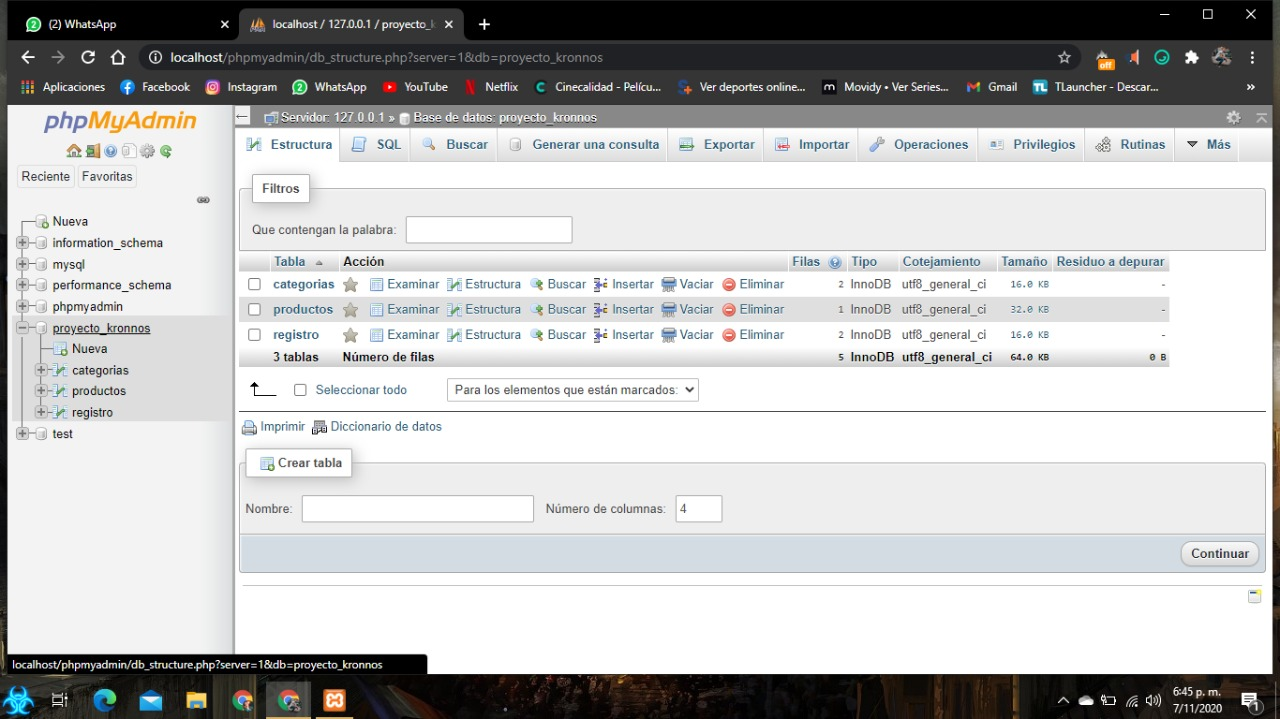 (2) WhatsApp
localhost / 127.0.0.1 / proyecto_k
localhost/phpmyadmin/db_structure.php?server=1&db=proyecto_kronnos
off
Aplicaciones Facebook Instagram WhatsApp YouTube Netflix Cinecalidad - Pelícu... Ver deportes online... Movidy • Ver Series... Gmail TLauncher - Descar... »
phpMyAdmin
Reciente Favoritas
Nueva
information_schema
mysql
performance_schema
phpmyadmin
proyecto_kronnos
Nueva
categorias
productos
registro
test
Servidor: 127.0.0.1 » Base de datos: proyecto_kronnos
Estructura SQL Buscar Generar una consulta Exportar Importar Operaciones Privilegios Rutinas Más
Filtros
Que contengan la palabra:
Tabla Acción Filas Tipo Cotejamiento Tamaño Residuo a depurar
categorias Examinar Estructura Buscar Insertar Vaciar Eliminar 2 InnoDB utf8_general_ci 16.0 KB -
productos Examinar Estructura Buscar Insertar Vaciar Eliminar 1 InnoDB utf8_general_ci 32.0 KB -
registro Examinar Estructura Buscar Insertar Vaciar Eliminar 2 InnoDB utf8_general_ci 16.0 KB -
3 tablas Número de filas 5 InnoDB utf8_general_ci 64.0 KB 0 B
Seleccionar todo Para los elementos que están marcados:
Imprimir Diccionario de datos
Crear tabla
Nombre: Número de columnas: 4
Continuar
localhost/phpmyadmin/db_structure.php?server=1&db=proyecto_kronnos
6:45 p. m.
7/11/2020
1